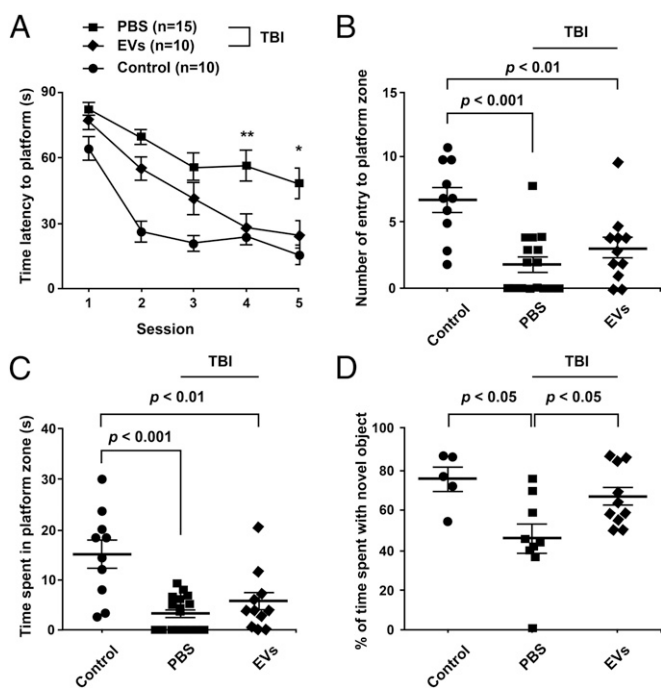 A
PBS (n=15)
EVs (n=10)
TBI
Control (n=10)
Time latency to platform (s)
90
60
30
0
**
*
1 2 3 4 5
Session
B
TBI
p < 0.01
p < 0.001
Number of entry to platform zone
15
10
5
0
Control PBS EVs
C
TBI
p < 0.01
p < 0.001
Time spent in platform zone (s)
40
30
20
10
0
Control PBS EVs
D
TBI
p < 0.05 p < 0.05
% of time spent with novel object
100
80
60
40
20
0
Control PBS EVs